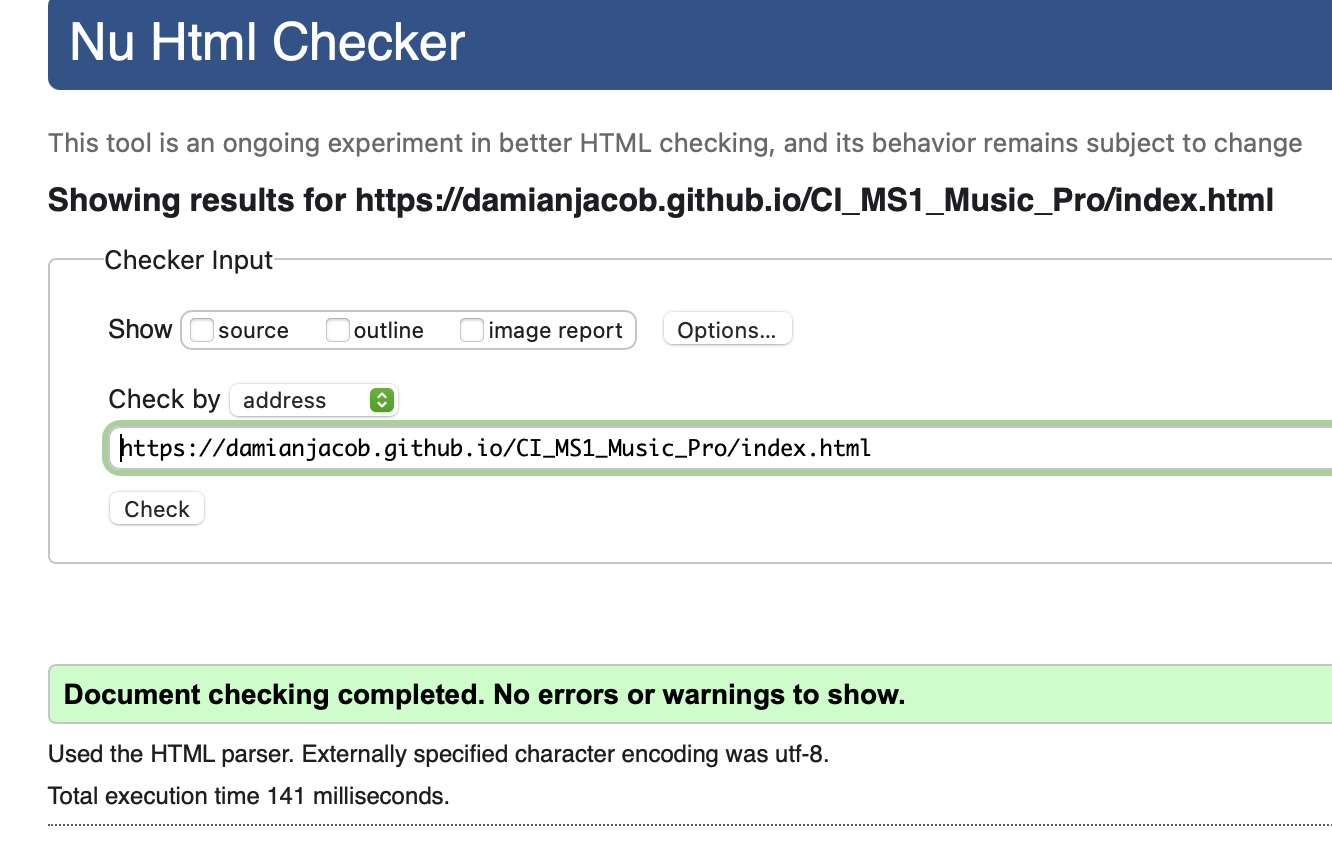 Nu Html Checker
This tool is an ongoing experiment in better HTML checking, and its behavior remains subject to change
Showing results for https://damianjacob.github.io/CI_MS1_Music_Pro/index.html
Checker Input
Show source outline image report Options...
Check by address
https://damianjacob.github.io/CI_MS1_Music_Pro/index.html
Check
Document checking completed. No errors or warnings to show.
Used the HTML parser. Externally specified character encoding was utf-8.
Total execution time 141 milliseconds.